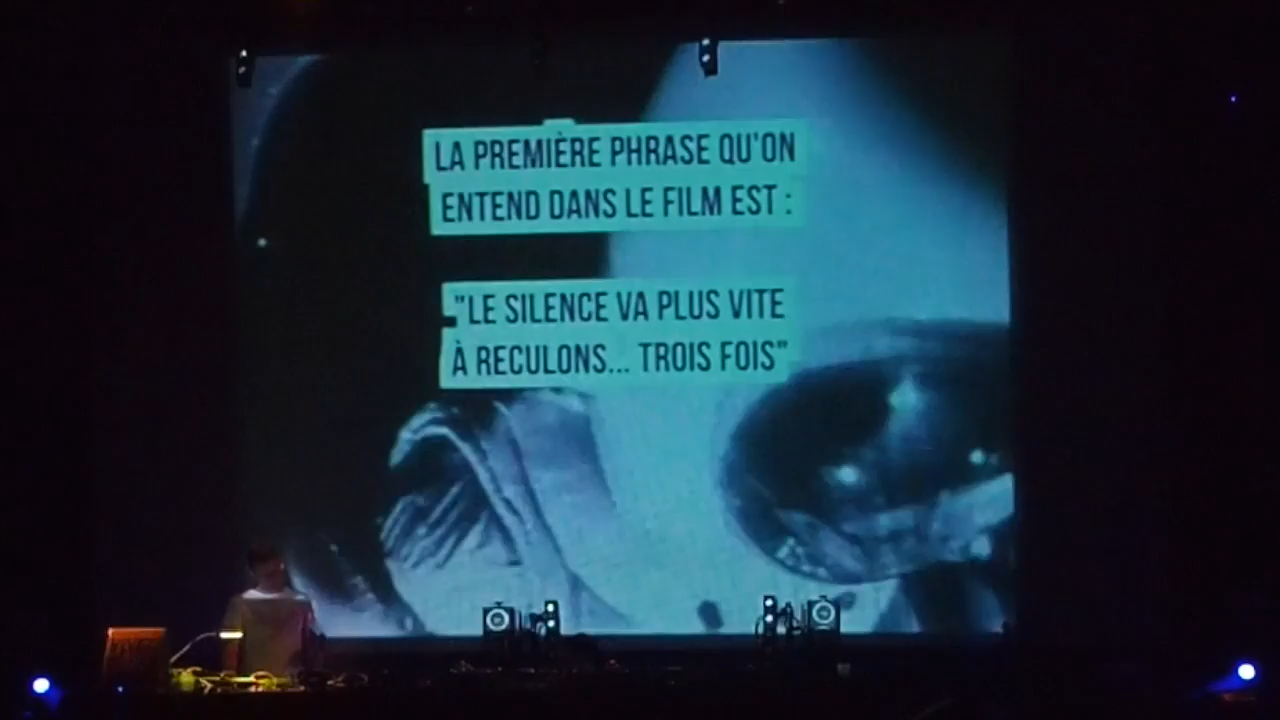 LA PREMIÈRE PHRASE QU'ON
ENTEND DANS LE FILM EST :
"LE SILENCE VA PLUS VITE
À RECULONS... TROIS FOIS"